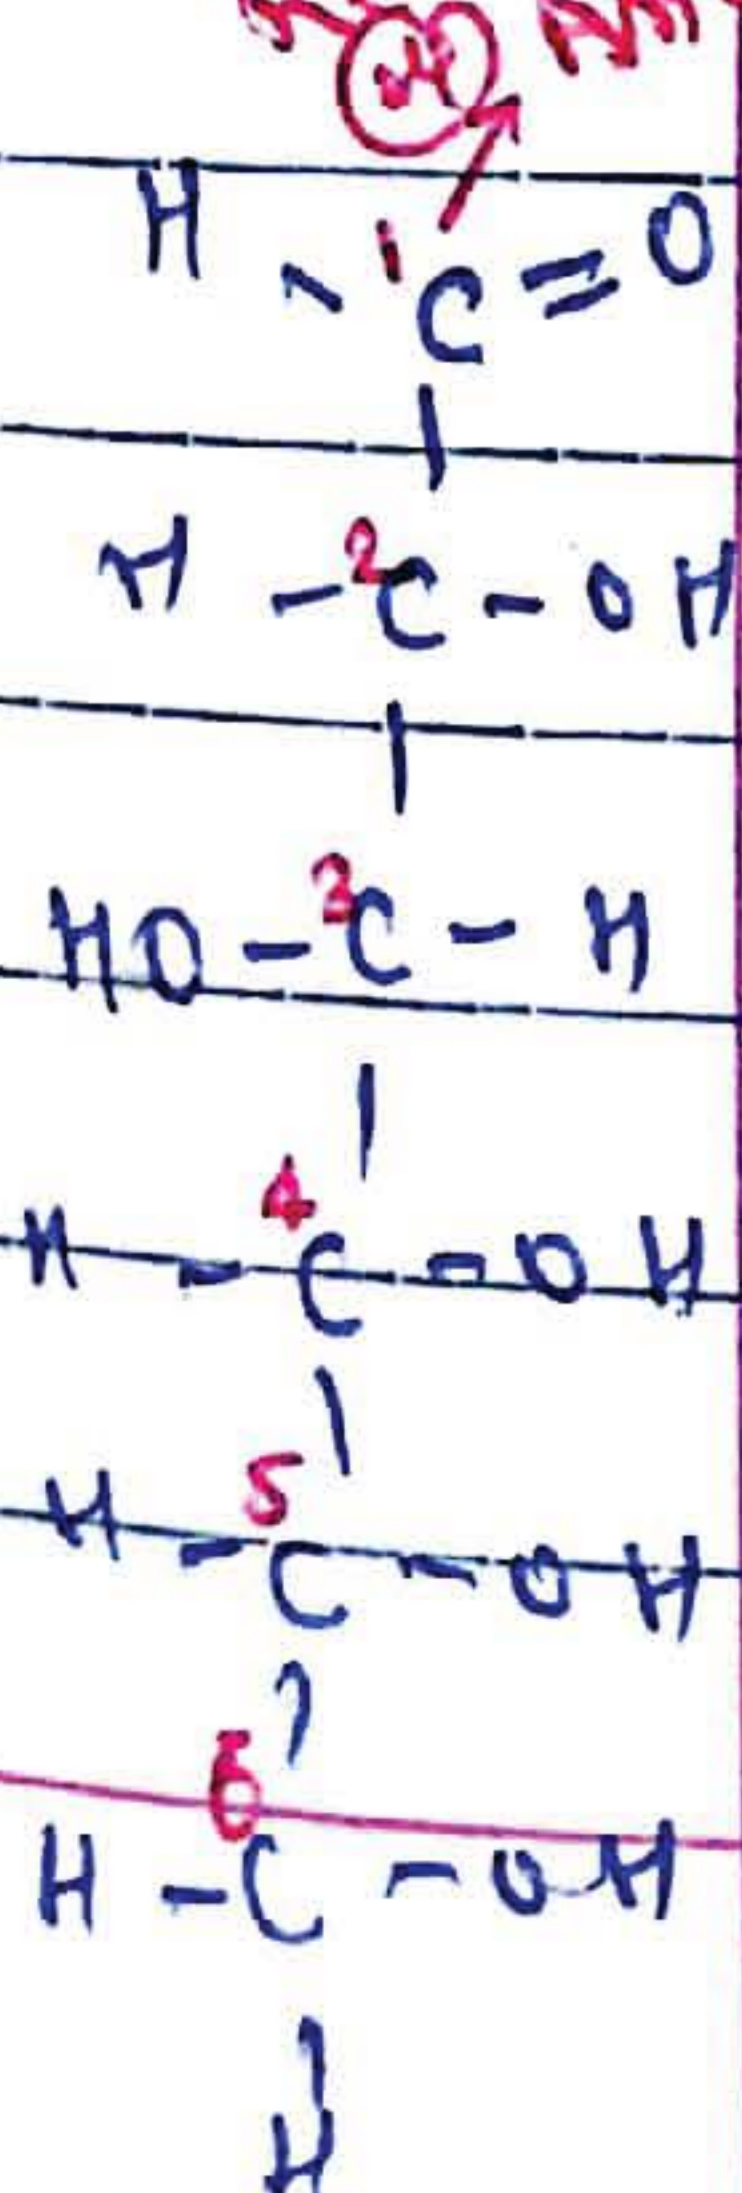 H - 1C = O
|
H - 2C - OH
|
HO - 3C - H
|
H - 4C - OH
|
H - 5C - OH
|
H - 6C - OH
|
H